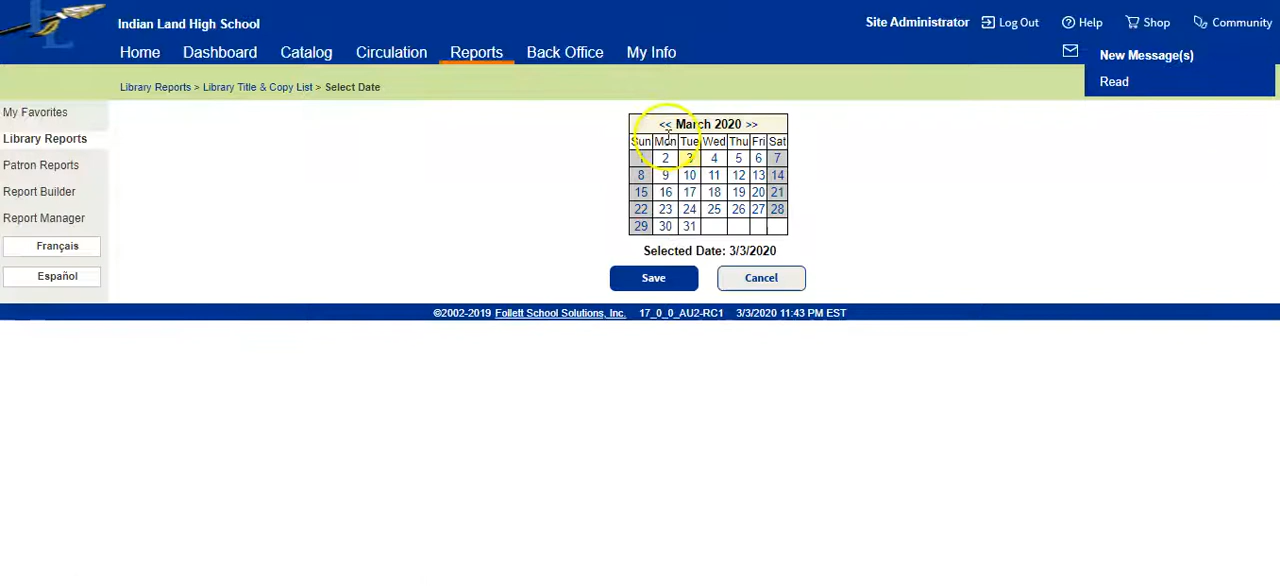 Indian Land High School
Site Administrator Log Out Help Shop Community
Home Dashboard Catalog Circulation Reports Back Office My Info
New Message(s)
Read
Library Reports > Library Title & Copy List > Select Date
My Favorites
Library Reports
Patron Reports
Report Builder
Report Manager
Français
Español
<< March 2020 >>
Sun Mon Tue Wed Thu Fri Sat
1 2 3 4 5 6 7
8 9 10 11 12 13 14
15 16 17 18 19 20 21
22 23 24 25 26 27 28
29 30 31
Selected Date: 3/3/2020
Save Cancel
©2002-2019 Follett School Solutions, Inc. 17_0_0_AU2-RC1 3/3/2020 11:43 PM EST